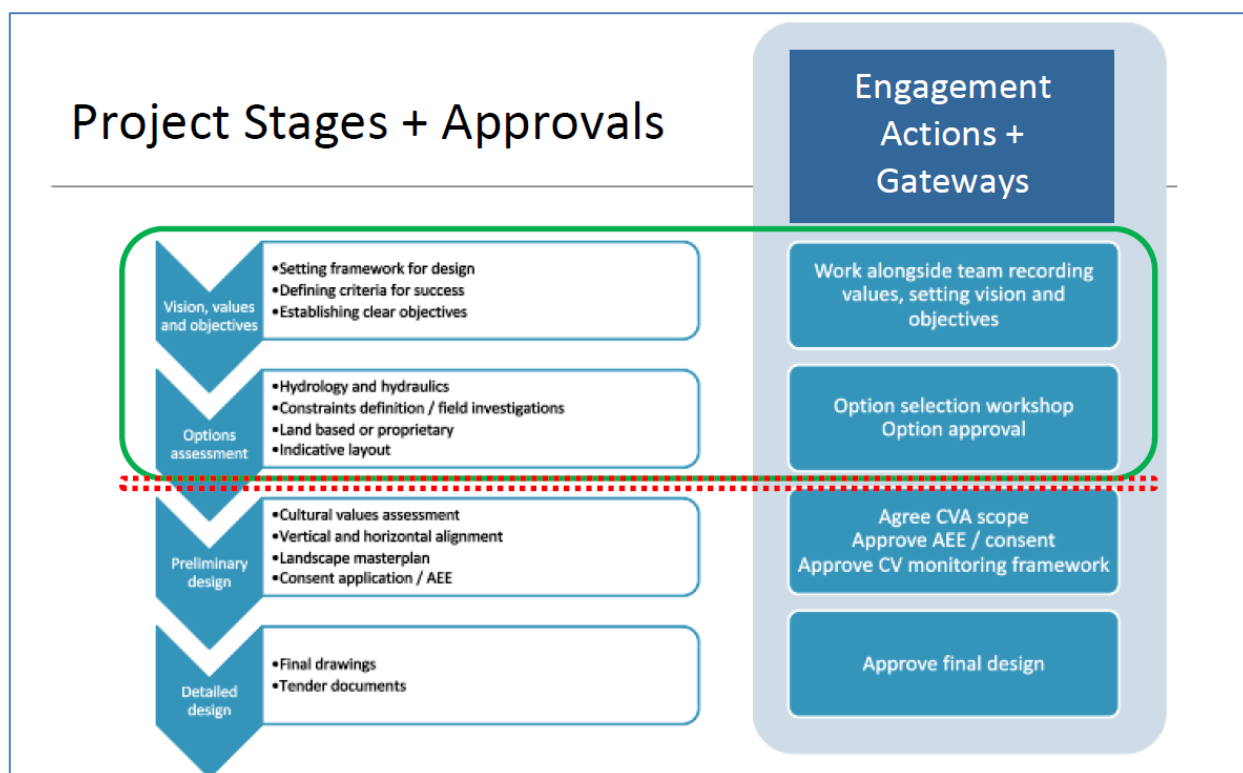 Project Stages + Approvals
Engagement
Actions +
Gateways
Vision, values
and objectives
•Setting framework for design
•Defining criteria for success
•Establishing clear objectives
Work alongside team recording
values, setting vision and
objectives
Options
assessment
•Hydrology and hydraulics
•Constraints definition / field investigations
•Land based or proprietary
•Indicative layout
Option selection workshop
Option approval
Preliminary
design
•Cultural values assessment
•Vertical and horizontal alignment
•Landscape masterplan
•Consent application / AEE
Agree CVA scope
Approve AEE / consent
Approve CV monitoring framework
Detailed
design
•Final drawings
•Tender documents
Approve final design